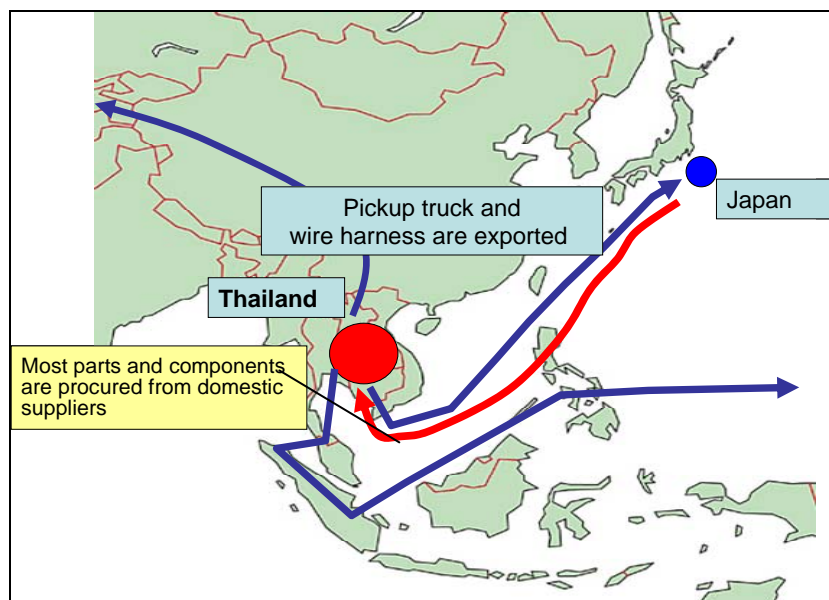 Pickup truck and
wire harness are exported
Japan
Thailand
Most parts and components
are procured from domestic
suppliers